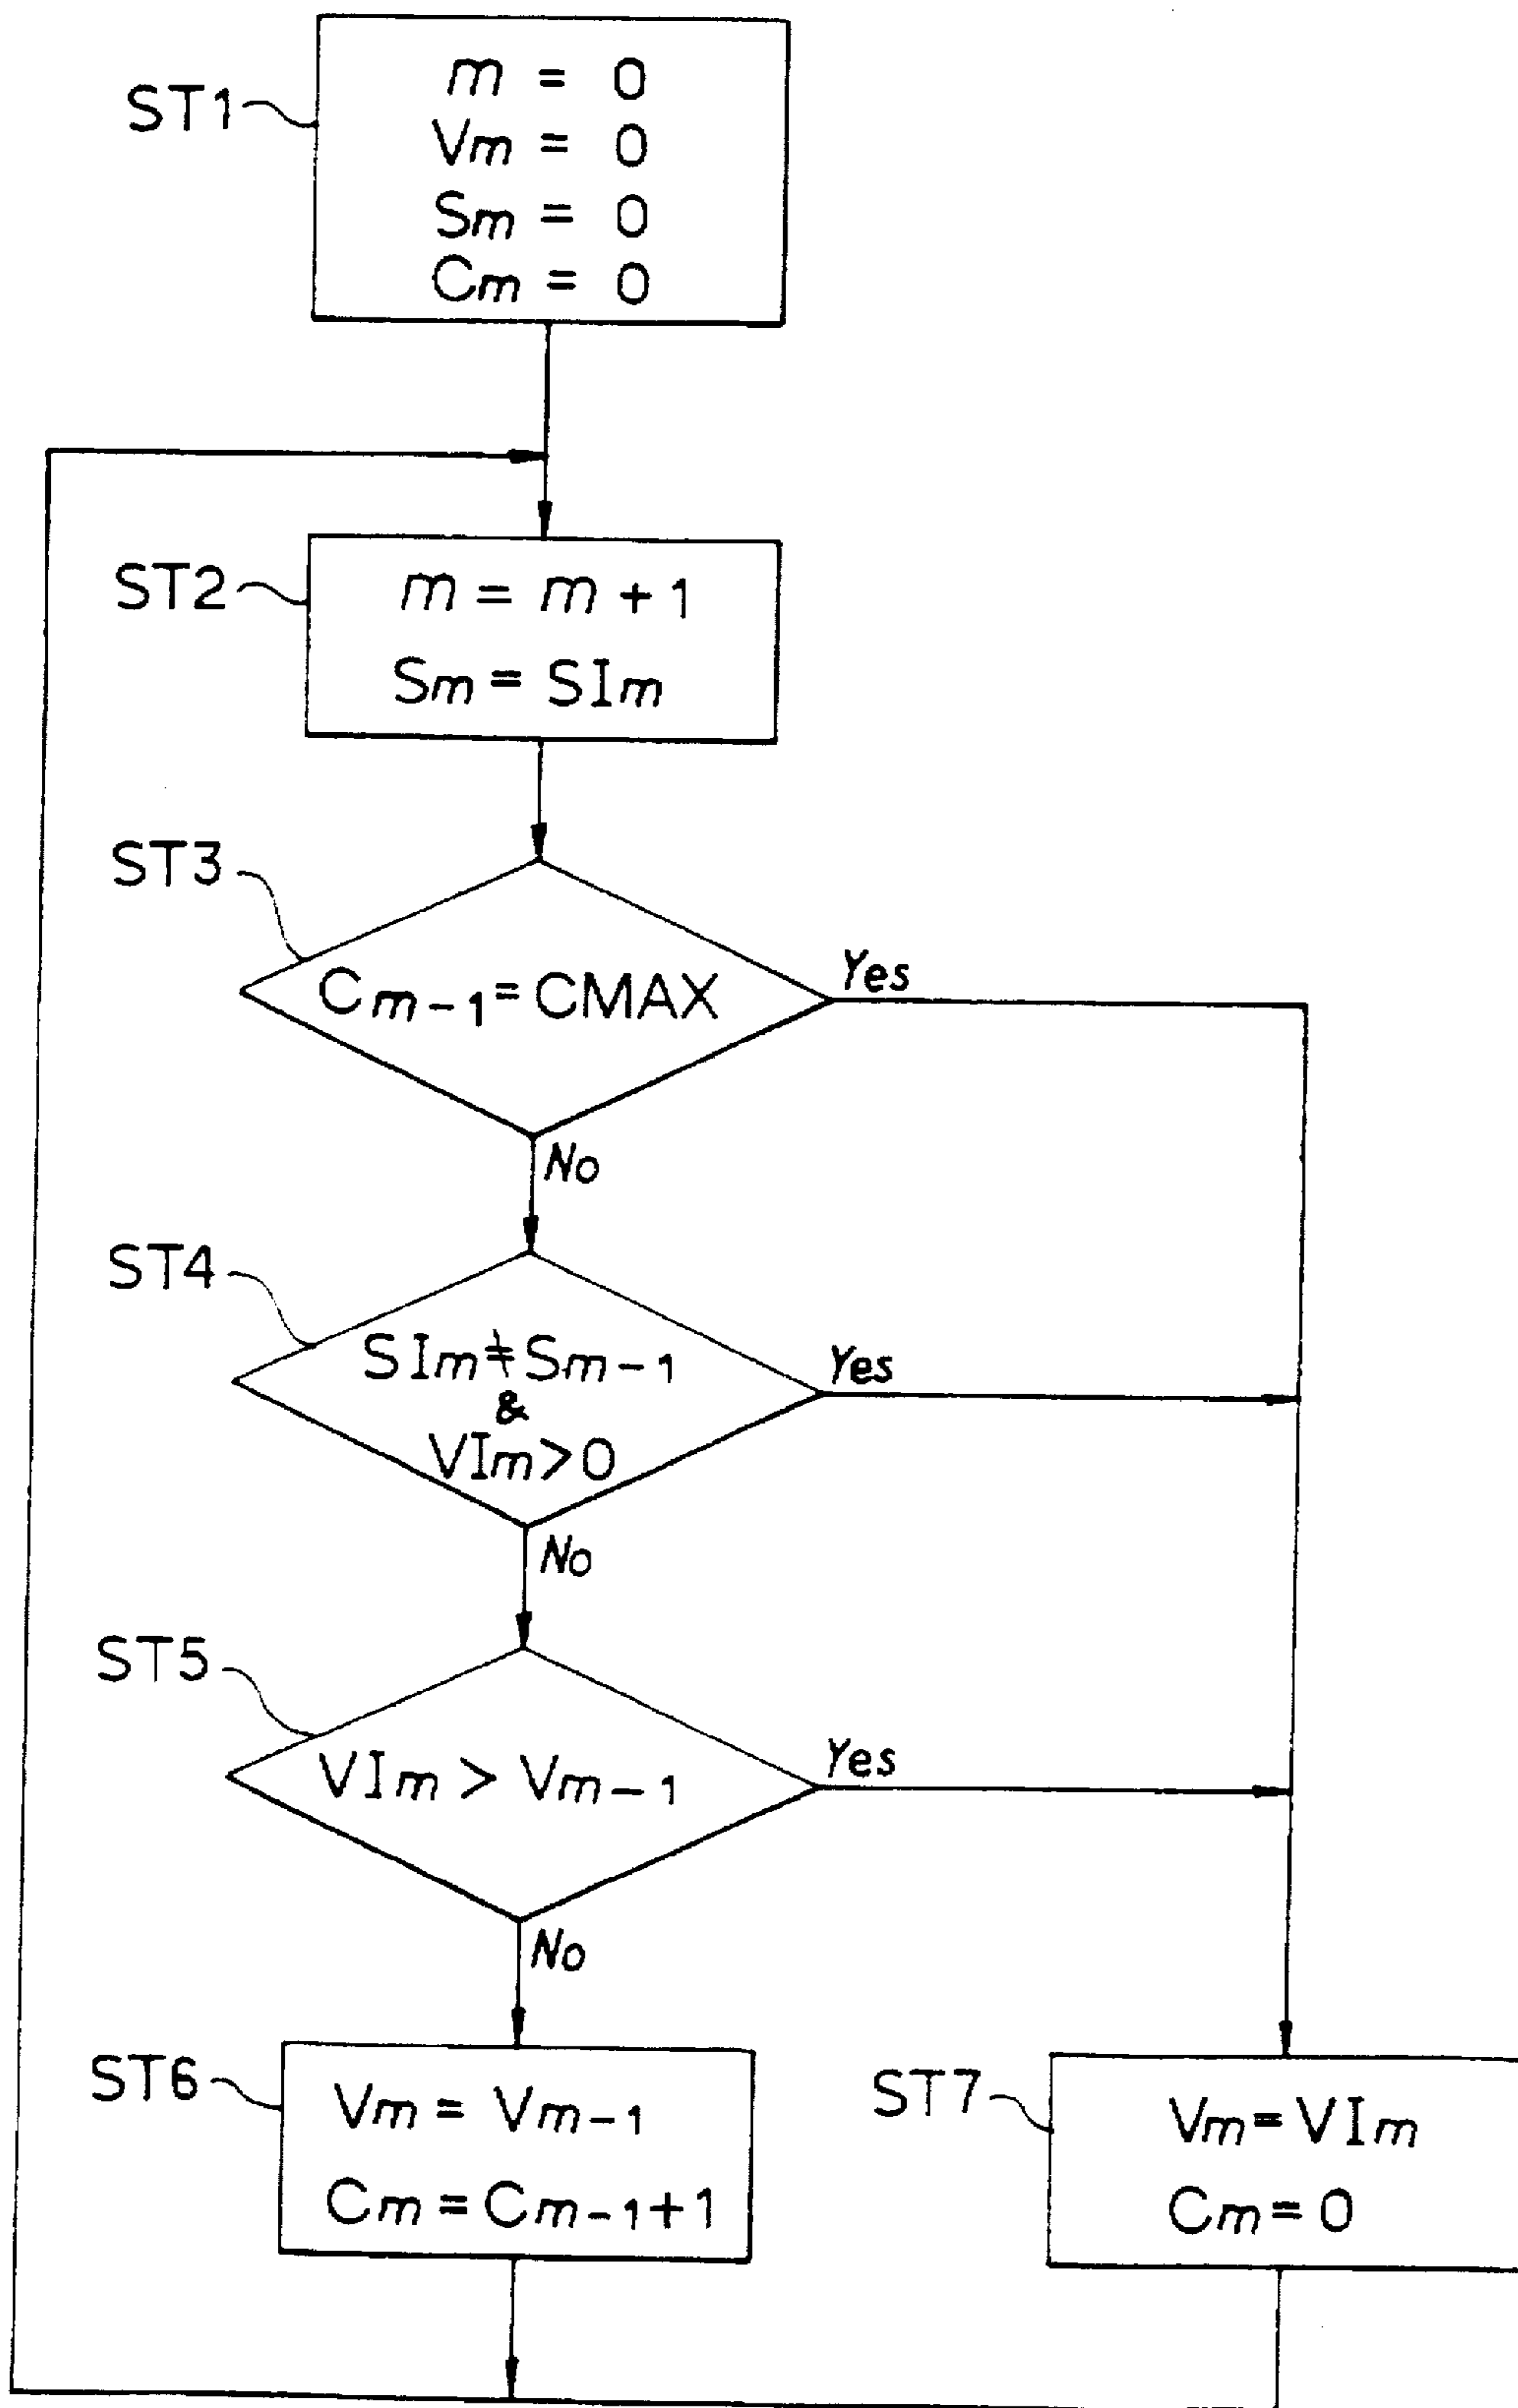 ST1
m = 0
Vm = 0
Sm = 0
Cm = 0
ST2
m = m + 1
Sm = SIm
ST3
Cm-1 = CMAX
Yes
No
ST4
SIm ≠ Sm-1
&
VIm > 0
Yes
No
ST5
VIm > Vm-1
Yes
No
ST6
Vm = Vm-1
Cm = Cm-1+1
ST7
Vm = VIm
Cm = 0